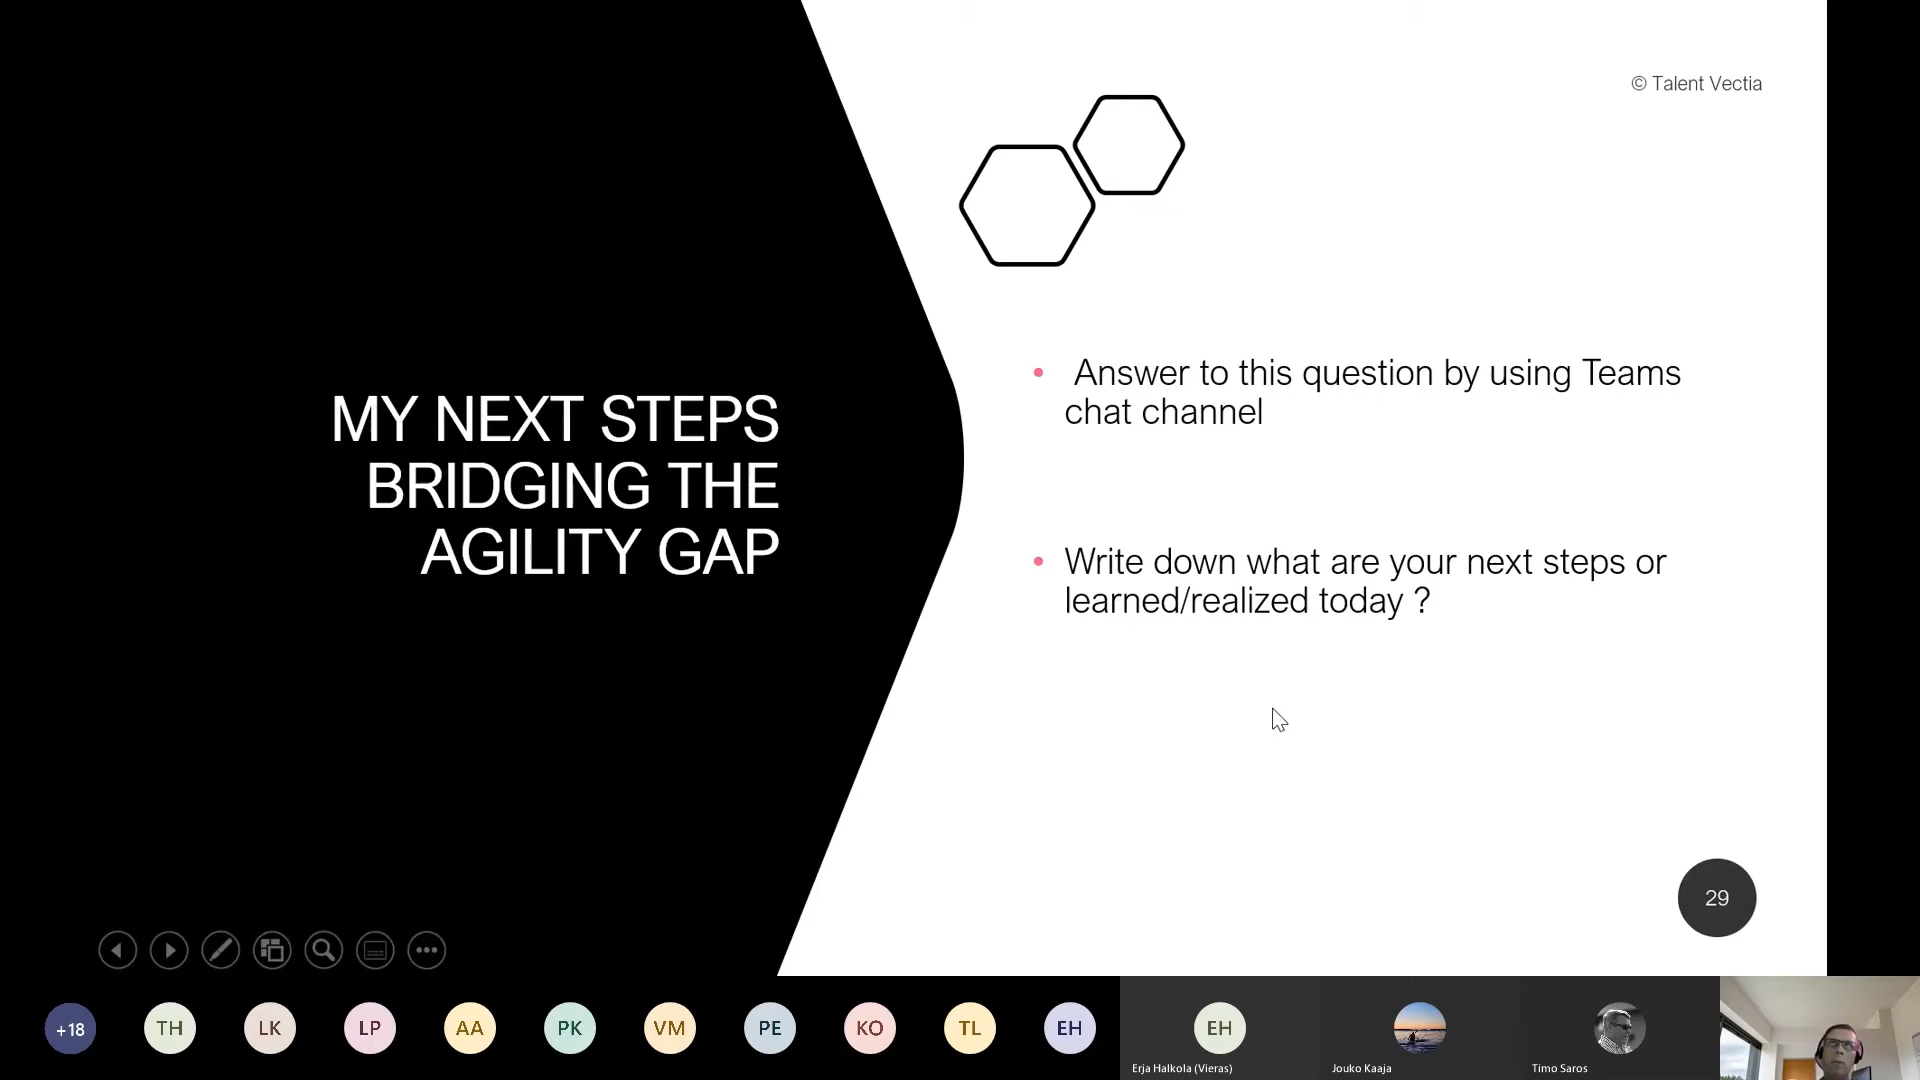 © Talent Vectia
MY NEXT STEPS
BRIDGING THE
AGILITY GAP
• Answer to this question by using Teams
chat channel
• Write down what are your next steps or
learned/realized today ?
29
+18
TH
LK
LP
AA
PK
VM
PE
KO
TL
EH
EH
Erja Halkola (Vieras)
Jouko Kaaja
Timo Saros